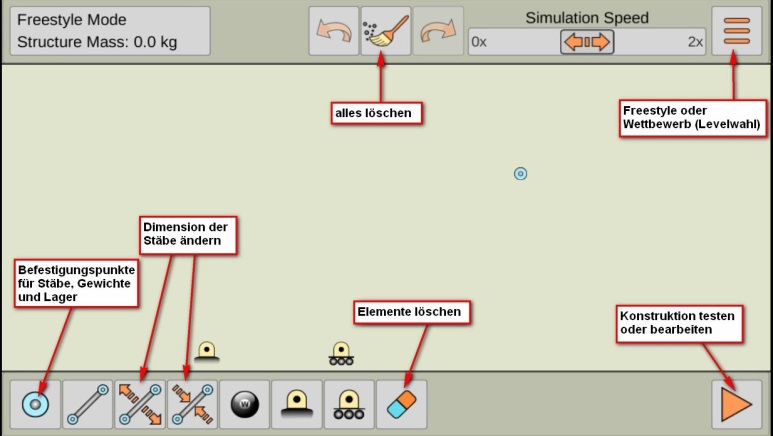 Freestyle Mode
Structure Mass: 0.0 kg
Simulation Speed
0x
2x
alles löschen
Freestyle oder
Wettbewerb (Levelwahl)
Dimension der
Stäbe ändern
Befestigungspunkte
für Stäbe, Gewichte
und Lager
Elemente löschen
Konstruktion testen
oder bearbeiten
W